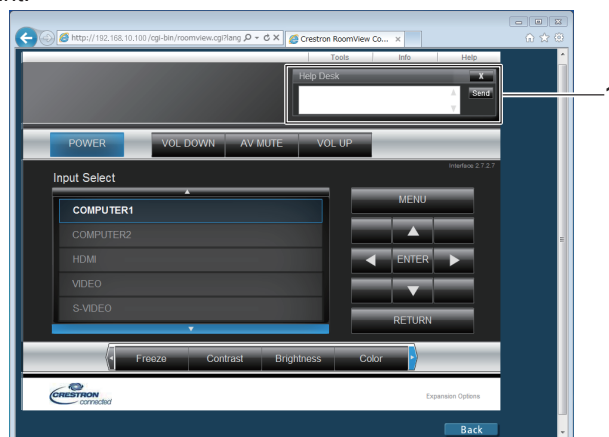 http://192.168.10.100/cgi-bin/roomview.cgi?lang
Crestron RoomView Co...
Tools Info Help
Help Desk X
Send
1
POWER VOL DOWN AV MUTE VOL UP
Interface 2.7.2.7
Input Select
COMPUTER1
COMPUTER2
HDMI
VIDEO
S-VIDEO
MENU
ENTER
RETURN
Freeze Contrast Brightness Color
CRESTRON
connected
Expansion Options
Back